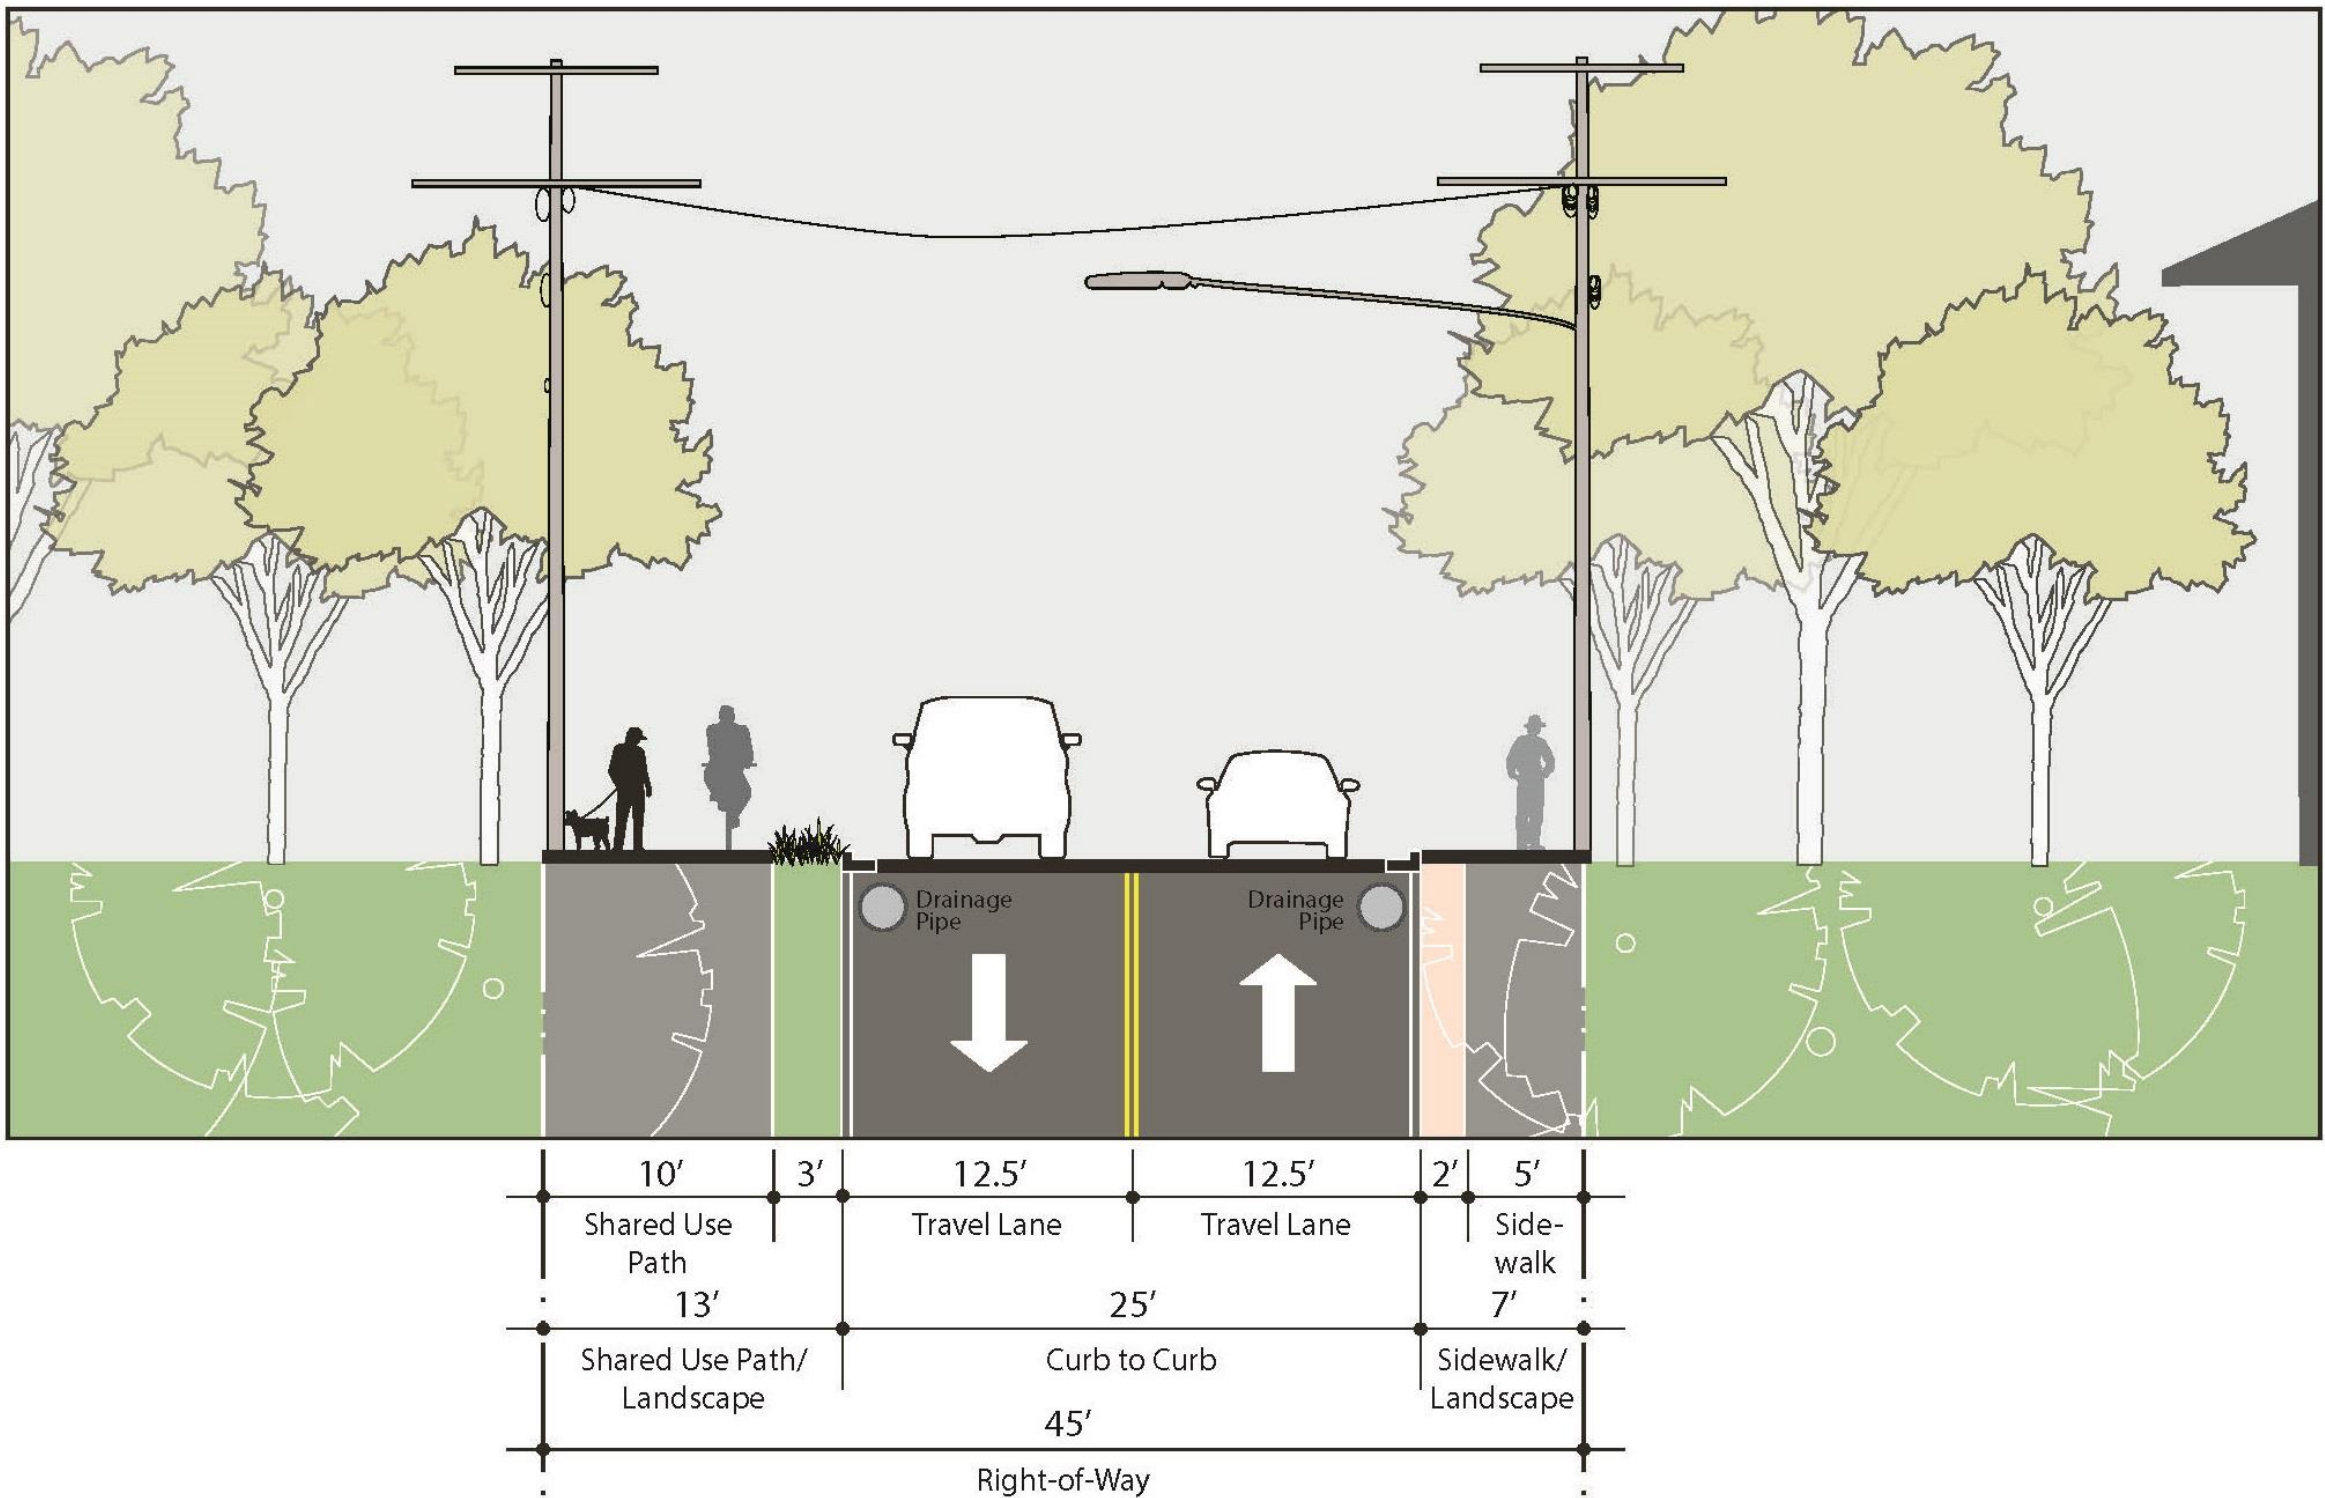 Drainage
Pipe
Drainage
Pipe
10′ 3′ 12.5′ 12.5′ 2′ 5′
Shared Use
Path
Travel Lane
Travel Lane
Side-
walk
13′ 25′ 7′
Shared Use Path/
Landscape
Curb to Curb
Sidewalk/
Landscape
45′
Right-of-Way